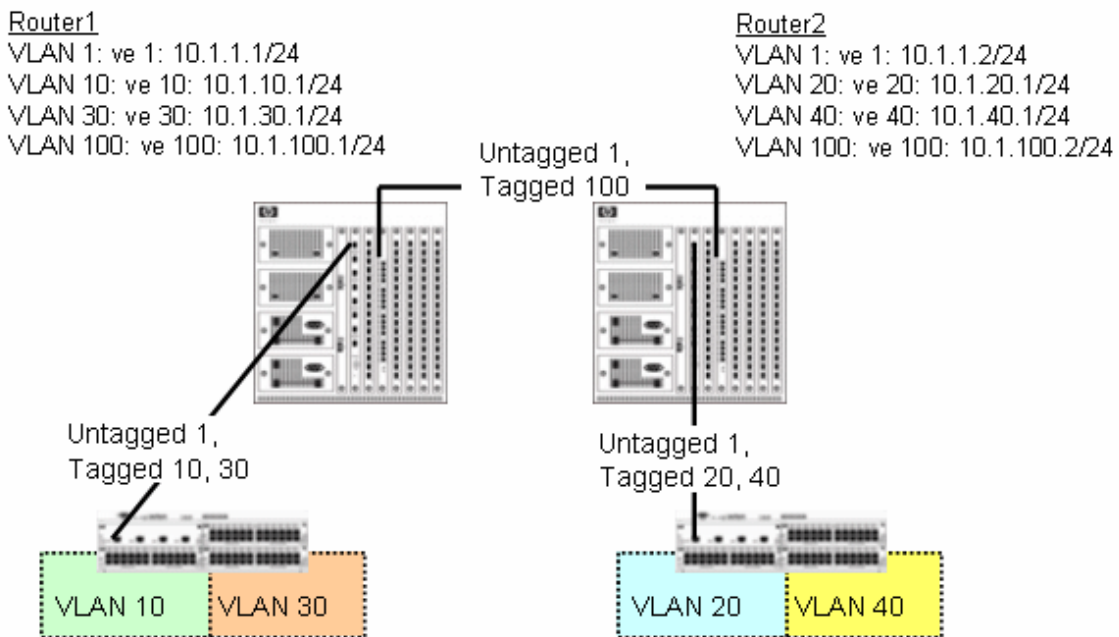 Router1
VLAN 1: ve 1: 10.1.1.1/24
VLAN 10: ve 10: 10.1.10.1/24
VLAN 30: ve 30: 10.1.30.1/24
VLAN 100: ve 100: 10.1.100.1/24
Router2
VLAN 1: ve 1: 10.1.1.2/24
VLAN 20: ve 20: 10.1.20.1/24
VLAN 40: ve 40: 10.1.40.1/24
VLAN 100: ve 100: 10.1.100.2/24
Untagged 1,
Tagged 100
Untagged 1,
Tagged 10, 30
Untagged 1,
Tagged 20, 40
VLAN 10
VLAN 30
VLAN 20
VLAN 40